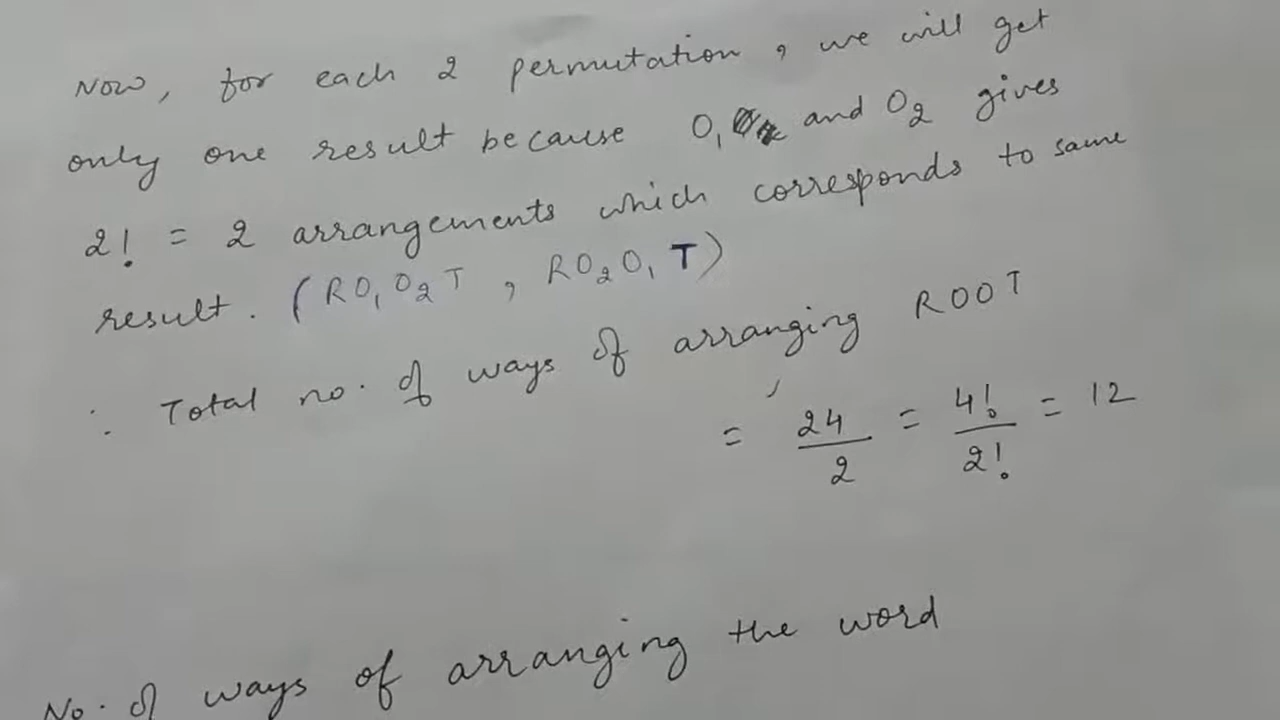 Now, for each 2 permutation, we will get
only one result because O₁ and O₂ gives
2! = 2 arrangements which corresponds to same
result. (RO₁O₂T, RO₂O₁T)
∴ Total no. of ways of arranging ROOT
= 24/2 = 4!/2! = 12
No. of ways of arranging the word